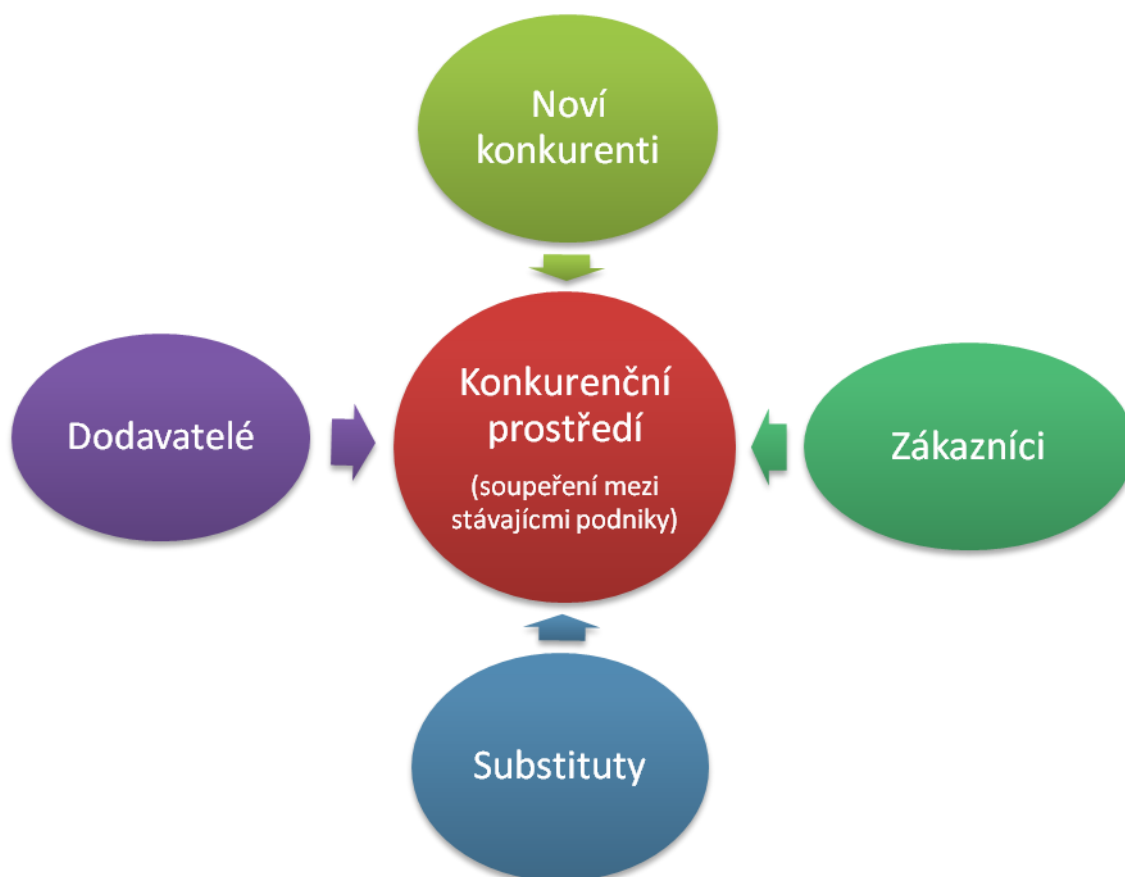 Noví
konkurenti
Dodavatelé
Konkurenční
prostředí
(soupeření mezi
stávajícmi podniky)
Zákazníci
Substituty